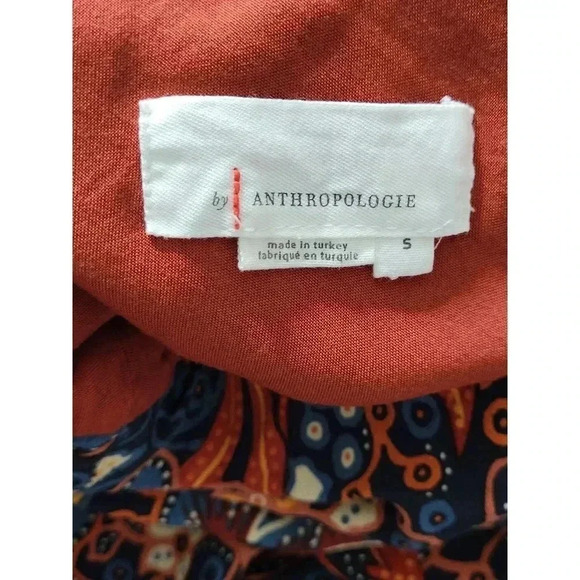 by ANTHROPOLOGIE
made in turkey
fabriqué en turquie
S